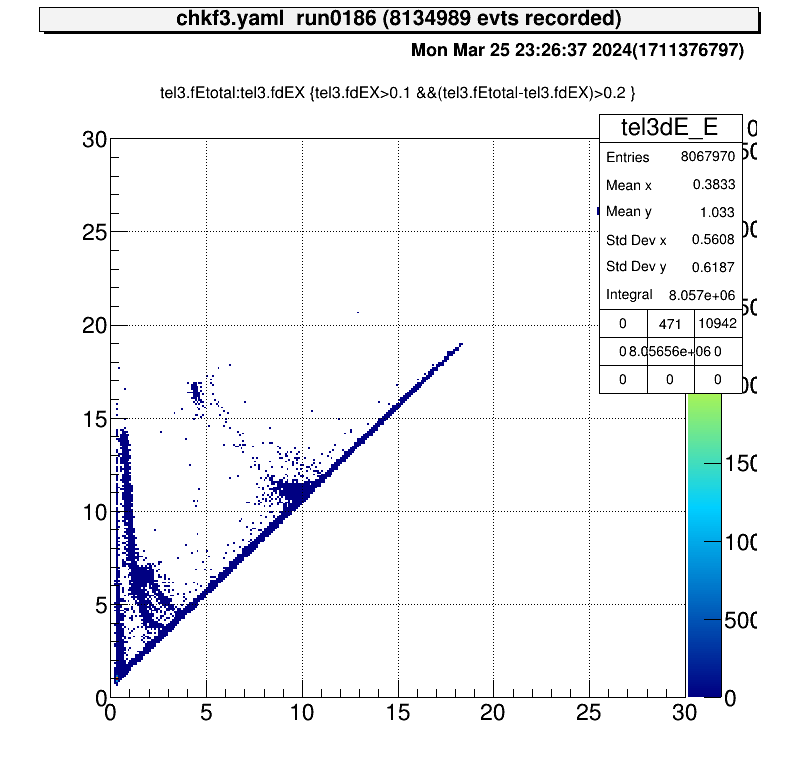 chkf3.yaml run0186 (8134989 evts recorded)
Mon Mar 25 23:26:37 2024(1711376797)
tel3.fEtotal:tel3.fdEX {tel3.fdEX>0.1 &&(tel3.fEtotal-tel3.fdEX)>0.2 }
tel3dE_E
Entries 8067970
Mean x 0.3833
Mean y 1.033
Std Dev x 0.5608
Std Dev y 0.6187
Integral 8.057e+06
0 471 10942
0 8.05656e+06 0
0 0 0
30
25
20
15
10
5
0
0 5 10 15 20 25 30
150
100
500
0